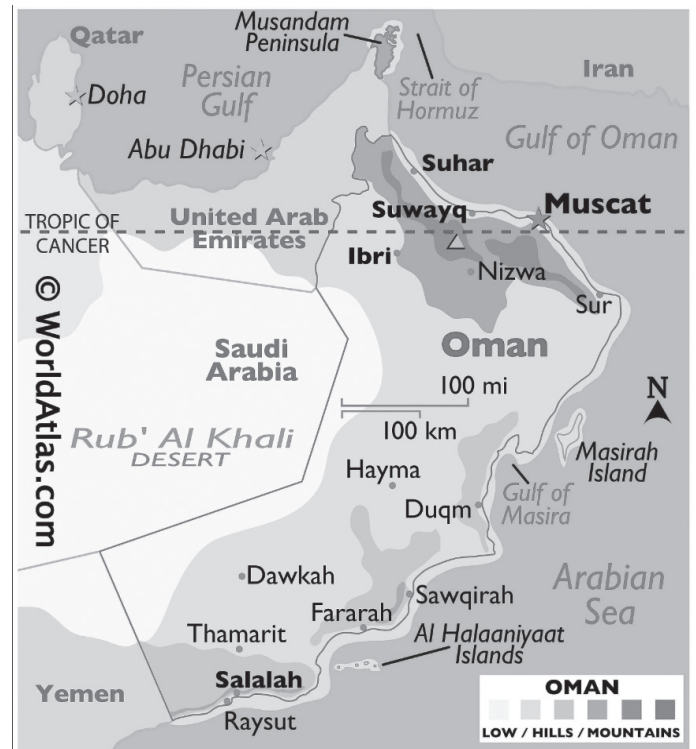 Qatar
Musandam
Peninsula
Iran
Persian
Gulf
Strait of
Hormuz
Doha
Abu Dhabi
Gulf of Oman
Suhar
Suwayq
Muscat
TROPIC OF
CANCER
United Arab
Emirates
Ibri
Nizwa
Sur
© WorldAtlas.com
Saudi
Arabia
Oman
100 mi
100 km
N
Rub' Al Khali
DESERT
Masirah
Island
Hayma
Gulf of
Masira
Duqm
Dawkah
Arabian
Sea
Sawqirah
Fararah
Thamarit
Al Halaaniyaat
Islands
Salalah
Yemen
Raysut
OMAN
LOW / HILLS / MOUNTAINS